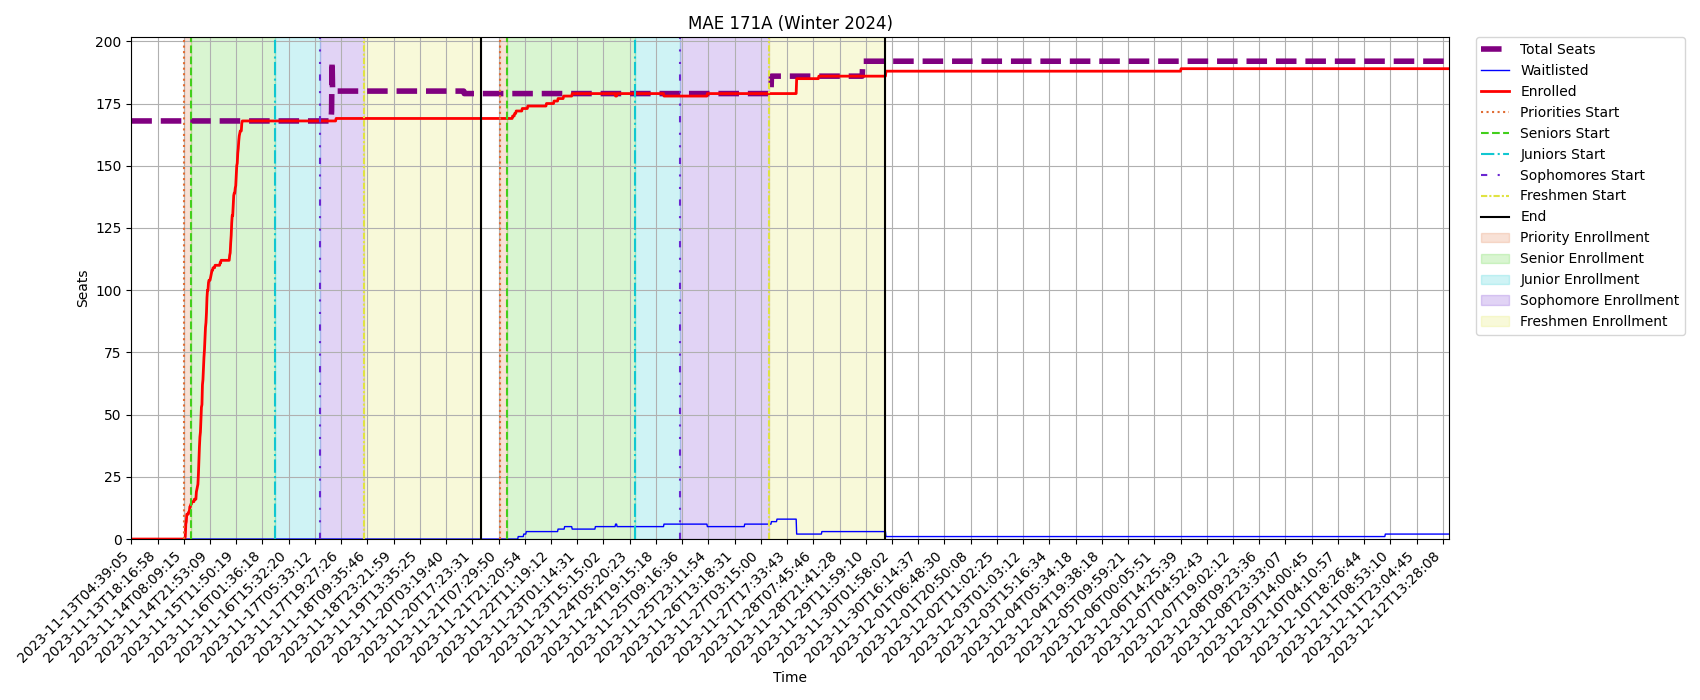 MAE 171A (Winter 2024)
200
175
150
125
100
75
50
25
0
Seats
2023-11-13T04:39:05
2023-11-13T18:16:58
2023-11-14T08:09:15
2023-11-14T21:53:09
2023-11-15T11:50:19
2023-11-16T01:36:18
2023-11-16T15:32:20
2023-11-17T05:33:12
2023-11-17T19:27:26
2023-11-18T09:35:46
2023-11-18T23:21:59
2023-11-19T13:35:25
2023-11-20T03:19:40
2023-11-20T17:23:31
2023-11-21T07:29:50
2023-11-21T21:20:54
2023-11-22T11:19:12
2023-11-23T01:14:31
2023-11-23T15:15:02
2023-11-24T05:20:23
2023-11-24T19:15:18
2023-11-25T09:16:30
2023-11-25T23:11:54
2023-11-26T13:18:31
2023-11-27T03:15:00
2023-11-27T17:33:43
2023-11-28T07:45:46
2023-11-28T21:41:28
2023-11-29T11:59:10
2023-11-30T01:58:02
2023-11-30T16:14:37
2023-12-01T06:48:30
2023-12-01T20:50:08
2023-12-02T11:02:25
2023-12-03T01:03:12
2023-12-03T15:16:34
2023-12-04T05:34:18
2023-12-04T19:38:18
2023-12-05T09:59:21
2023-12-06T00:05:51
2023-12-06T14:25:39
2023-12-07T04:52:43
2023-12-07T19:02:12
2023-12-08T09:23:36
2023-12-08T23:33:07
2023-12-09T14:00:45
2023-12-10T04:10:57
2023-12-10T18:26:44
2023-12-11T08:53:10
2023-12-11T23:04:45
2023-12-12T13:28:08
Time
Total Seats
Waitlisted
Enrolled
Priorities Start
Seniors Start
Juniors Start
Sophomores Start
Freshmen Start
End
Priority Enrollment
Senior Enrollment
Junior Enrollment
Sophomore Enrollment
Freshmen Enrollment